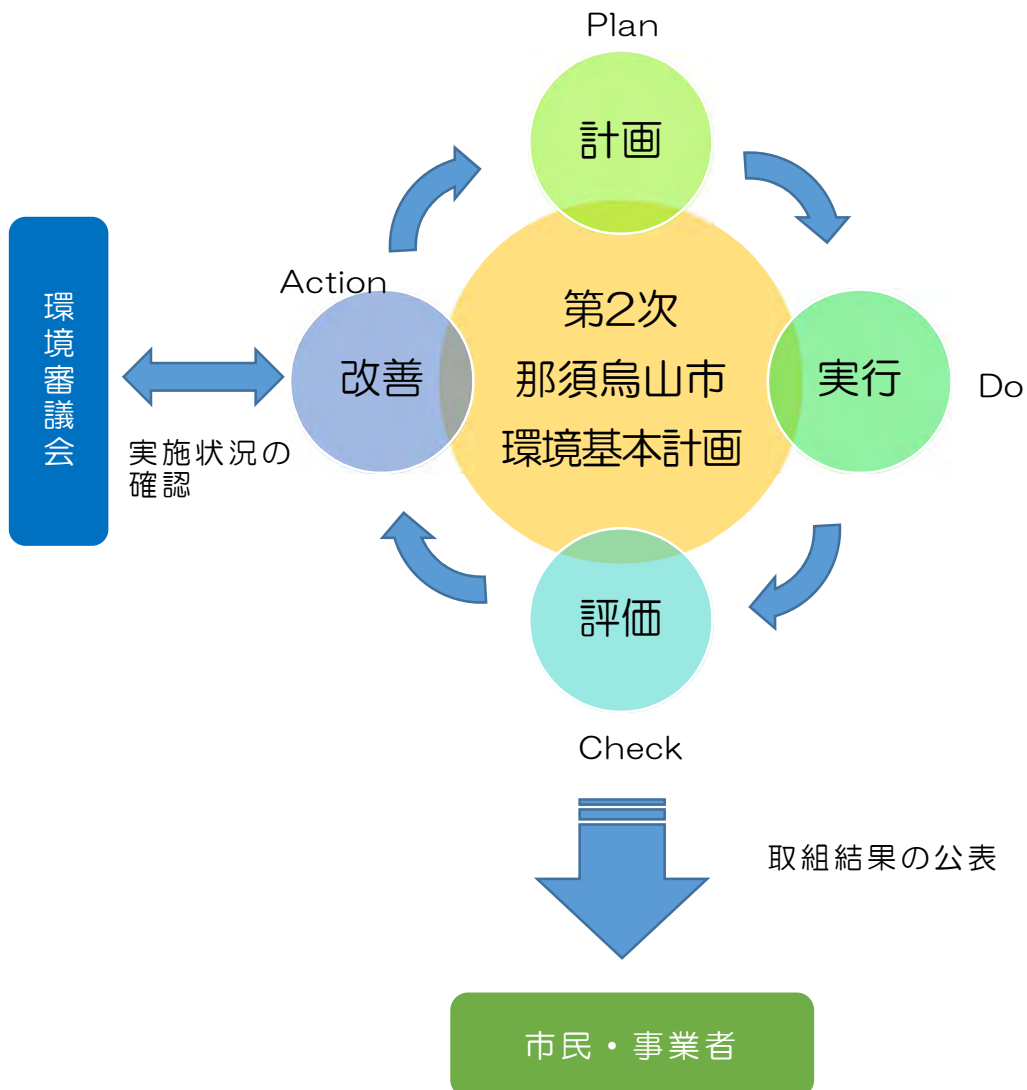 Plan
計画
Action
環境審議会
改善
第2次
那須烏山市
環境基本計画
実行
Do
実施状況の
確認
評価
Check
取組結果の公表
市民・事業者